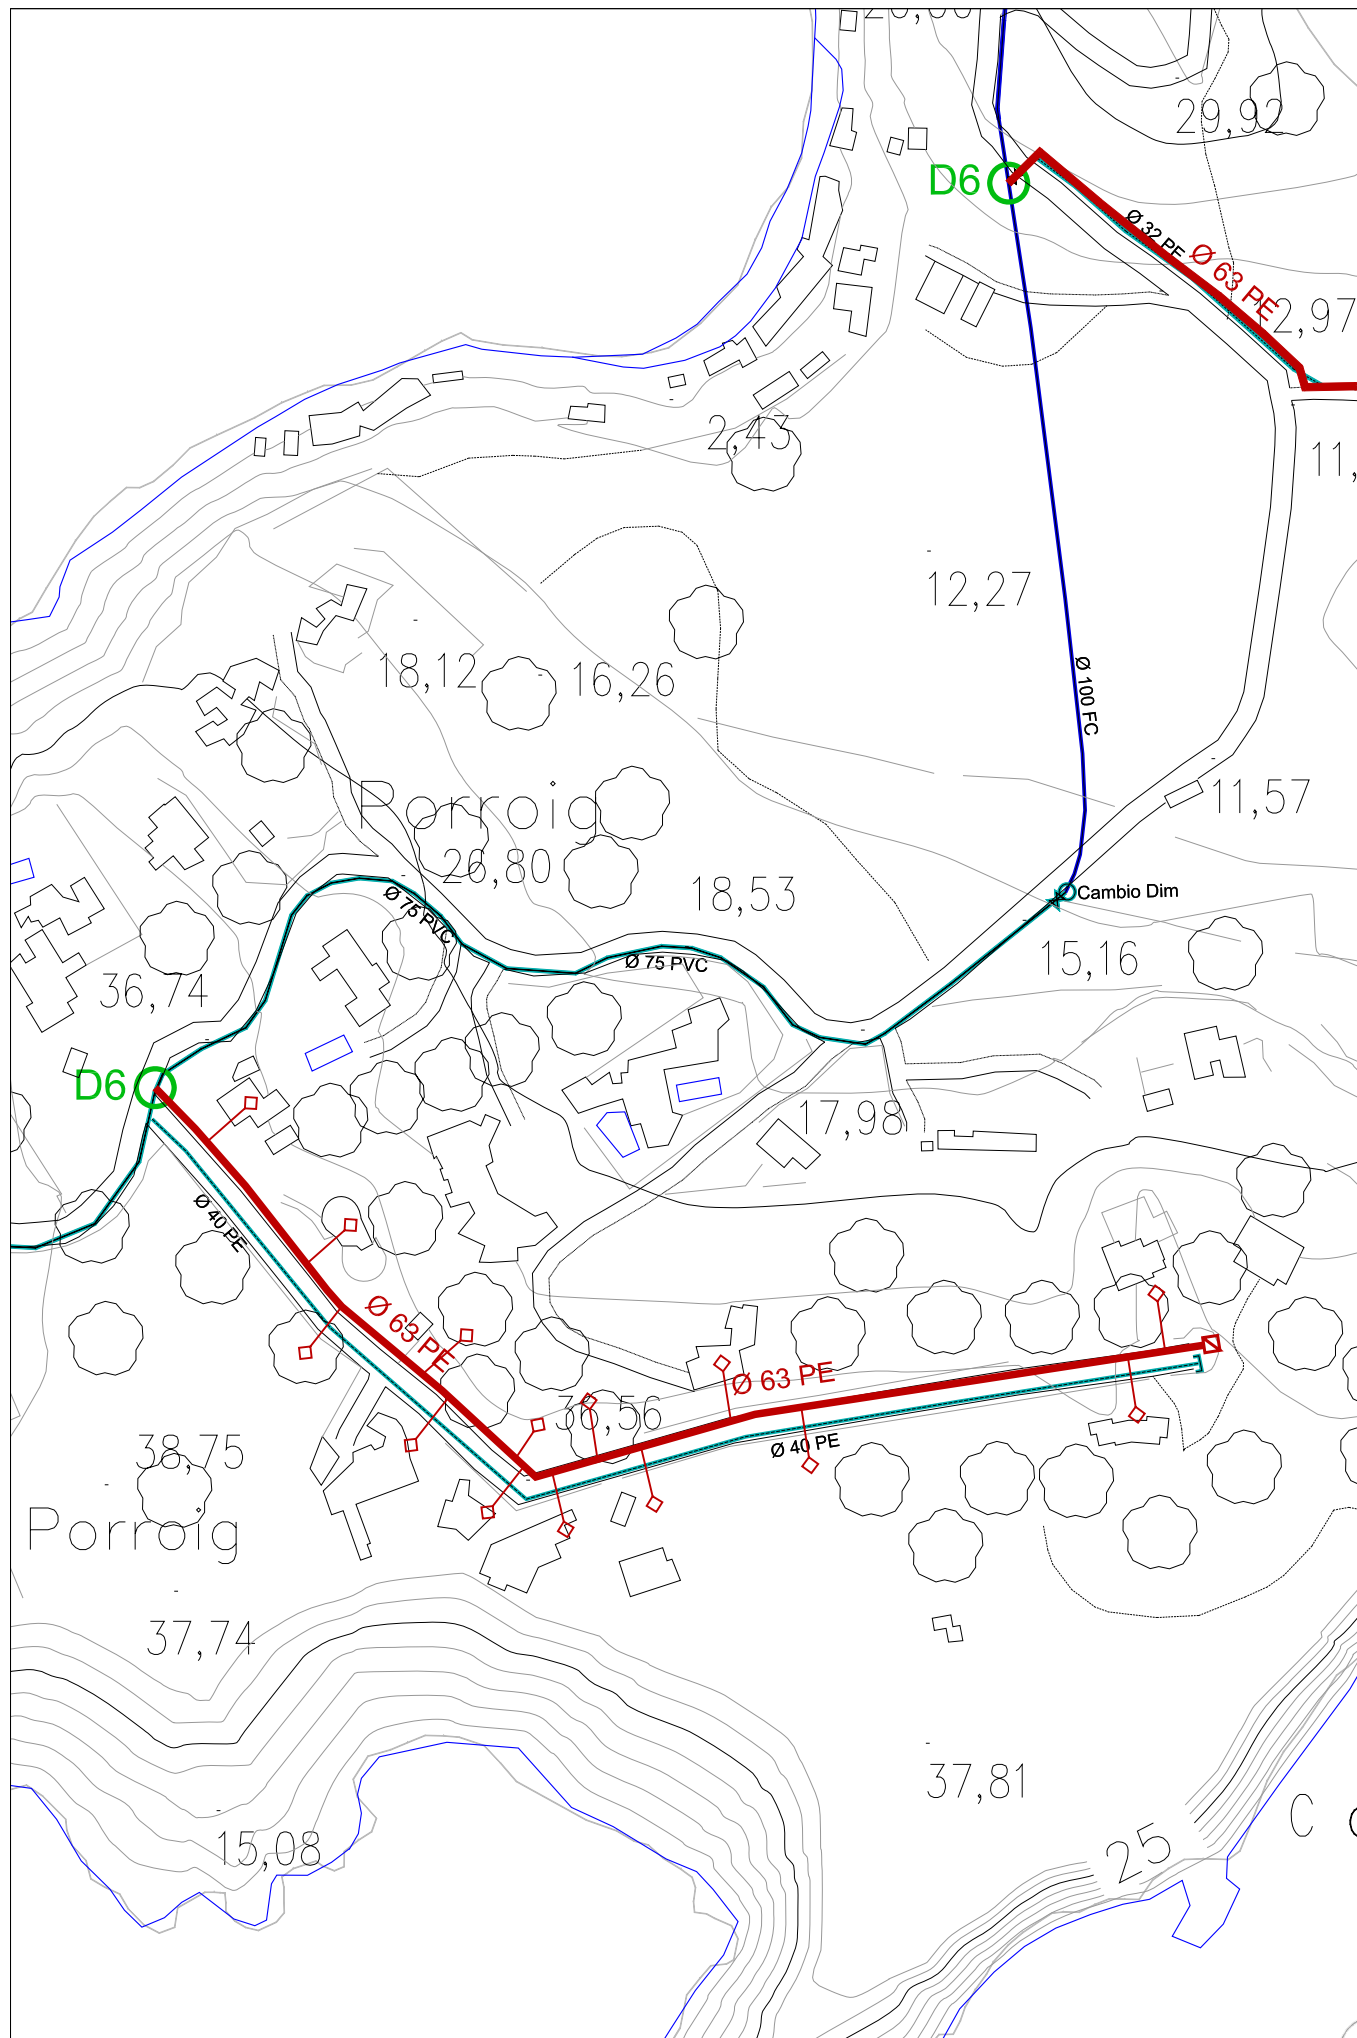 29,92
D6
Ø 32 PE
Ø 63 PE
2,43
12,27
18,12
16,26
Ø 100 FC
Porroig
11,57
26,80
18,53
Cambio Dim
Ø 75 PVC
Ø 75 PVC
15,16
36,74
D6
17,98
Ø 40 PE
Ø 63 PE
Ø 63 PE
36,56
Ø 40 PE
38,75
Porroig
37,74
37,81
15,08
25
C